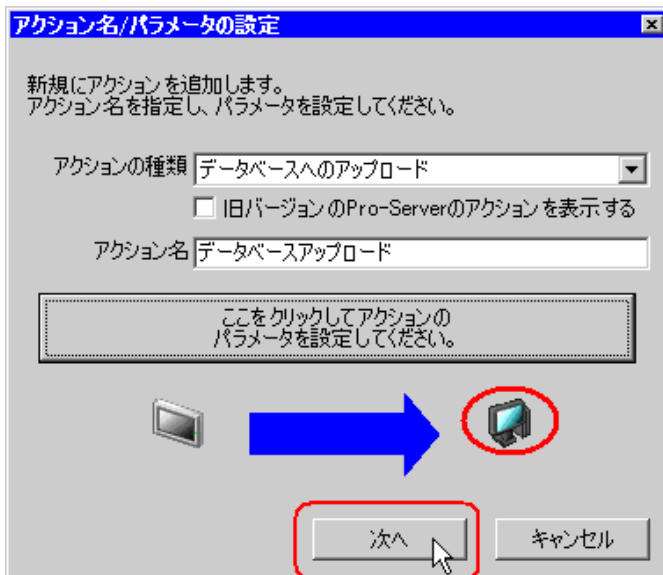 アクション名/パラメータの設定
新規にアクションを追加します。
アクション名を指定し、パラメータを設定してください。
アクションの種類 データベースへのアップロード
旧バージョンのPro-Serverのアクションを表示する
アクション名 データベースアップロード
ここをクリックしてアクションの
パラメータを設定してください。
次へ キャンセル